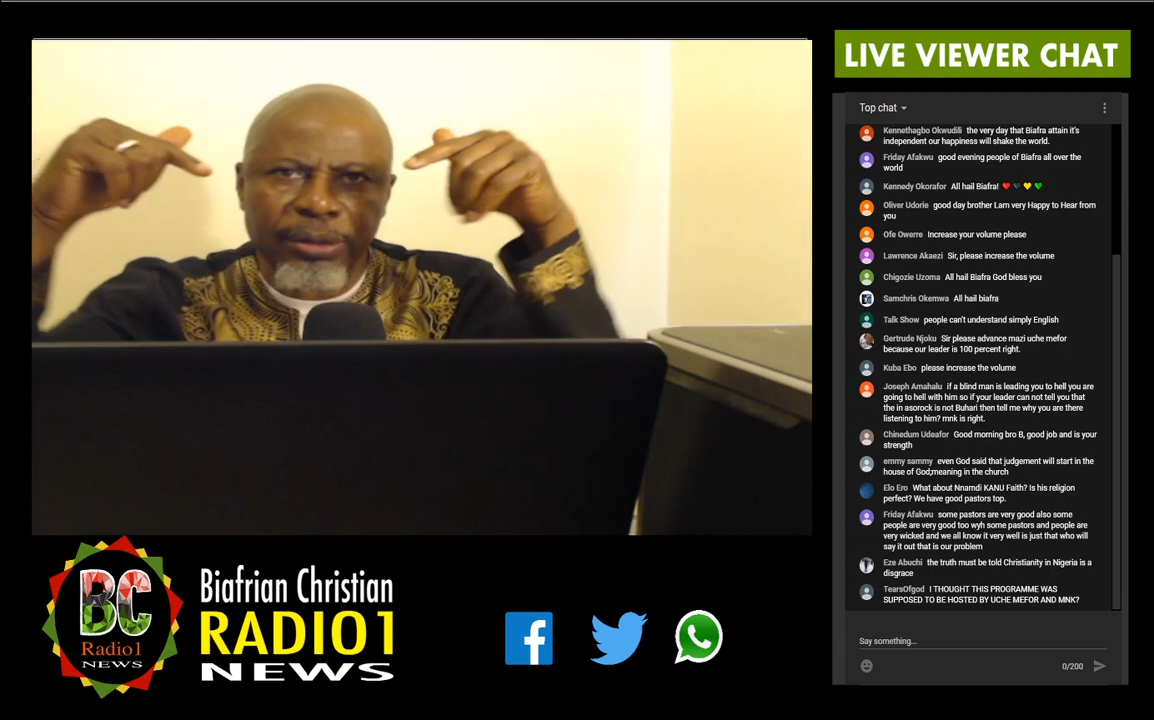 LIVE VIEWER CHAT
Top chat
Kennethagbo Okwudili the very day that Biafra attain it's
independent our happiness will shake the world.
Friday Afakwu good evening people of Biafra all over the
world
Kennedy Okorafor All hail Biafra!
Oliver Udorie good day brother Lam very Happy to Hear from
you
Ofe Owerre Increase your volume please
Lawrence Akaezi Sir, please increase the volume
Chigozie Uzoma All hail Biafra God bless you
Samchris Okemwa All hail biafra
Talk Show people can't understand simply English
Gertrude Njoku Sir please advance mazi uche mefor
because our leader is 100 percent right.
Kuba Ebo please increase the volume
Joseph Amahalu if a blind man is leading you to hell you are
going to hell with him so if your leader can not tell you that
the in asorock is not Buhari then tell me why you are there
listening to him? mnk is right.
Chinedum Udeafor Good morning bro B, good job and is your
strength
emmy sammy even God said that judgement will start in the
house of God;meaning in the church
Elo Ero What about Nnamdi KANU Faith? Is his religion
perfect? We have good pastors top.
Friday Afakwu some pastors are very good also some
people are very good too wyh some pastors and people are
very wicked and we all know it very well is just that who will
say it out that is our problem
Eze Abuchi the truth must be told Christianity in Nigeria is a
disgrace
TearsOfgod I THOUGHT THIS PROGRAMME WAS
SUPPOSED TO BE HOSTED BY UCHE MEFOR AND MNK?
Say something...
0/200
BC
Radio1
NEWS
Biafrian Christian
RADIO1
NEWS